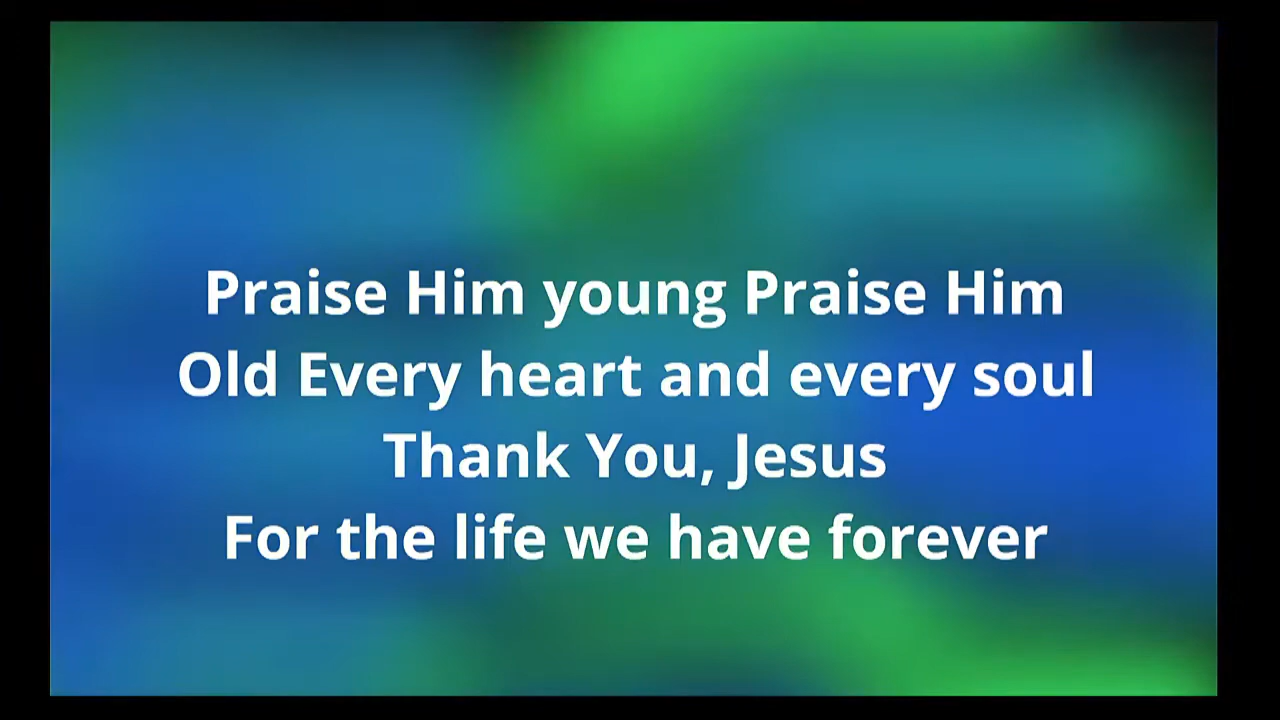 Praise Him young Praise Him
Old Every heart and every soul
Thank You, Jesus
For the life we have forever